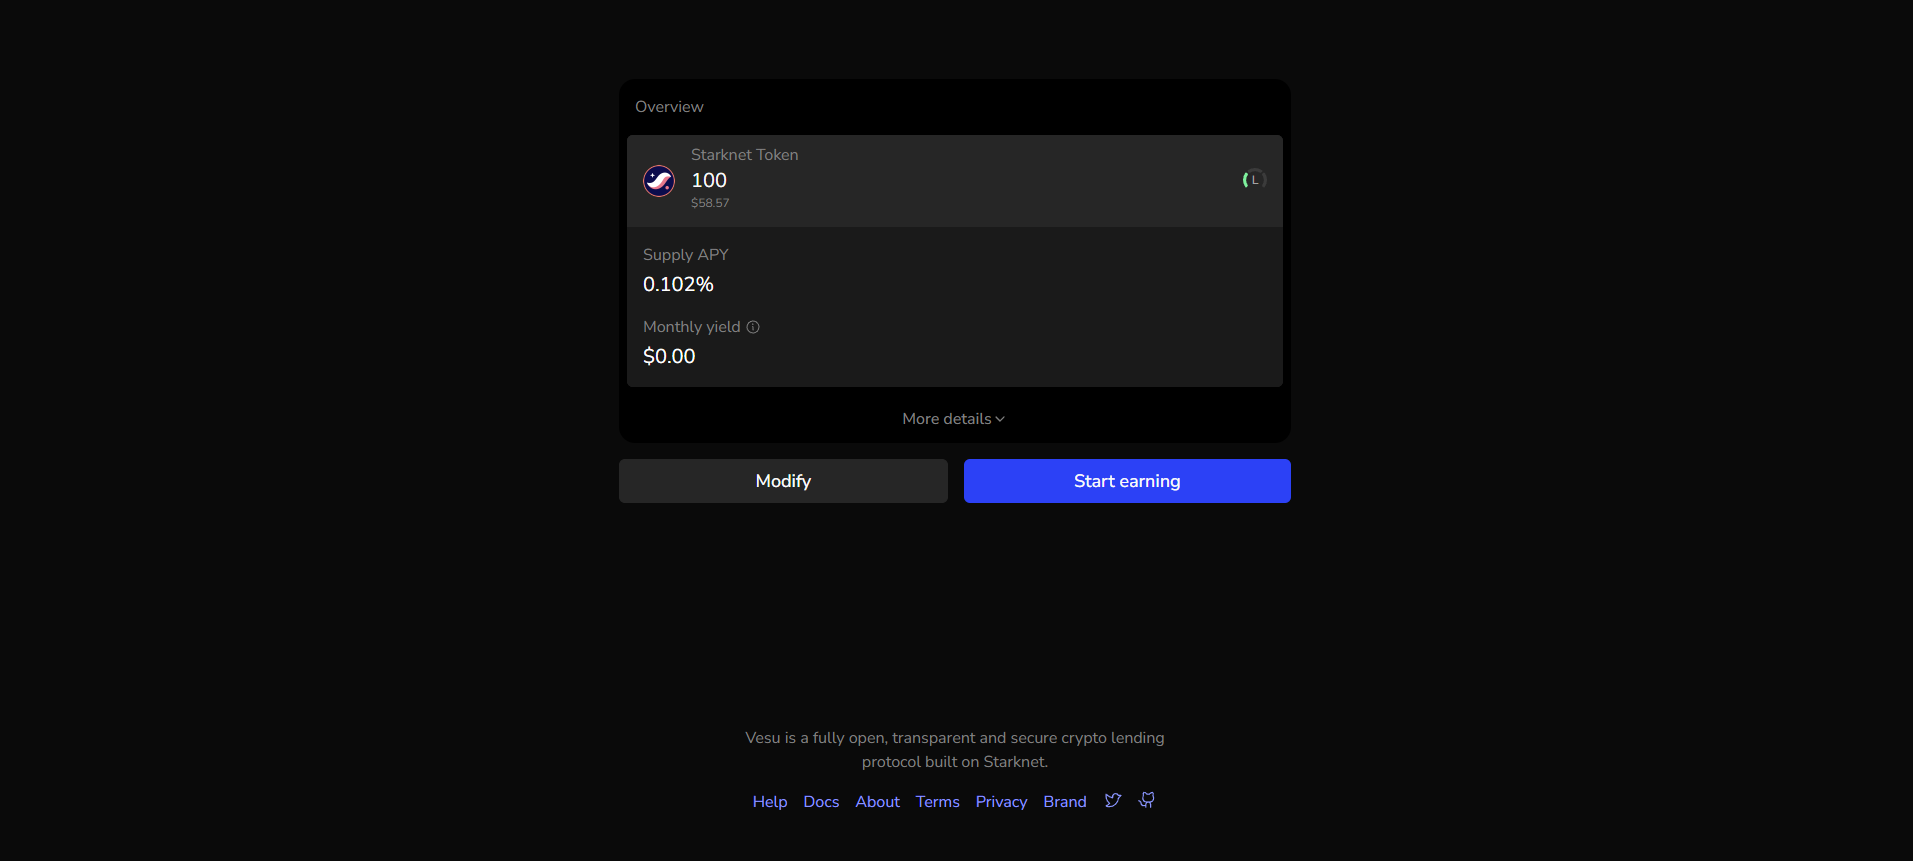 Overview
Starknet Token
100
$58.57
L
Supply APY
0.102%
Monthly yield
$0.00
More details
Modify
Start earning
Vesu is a fully open, transparent and secure crypto lending
protocol built on Starknet.
Help Docs About Terms Privacy Brand